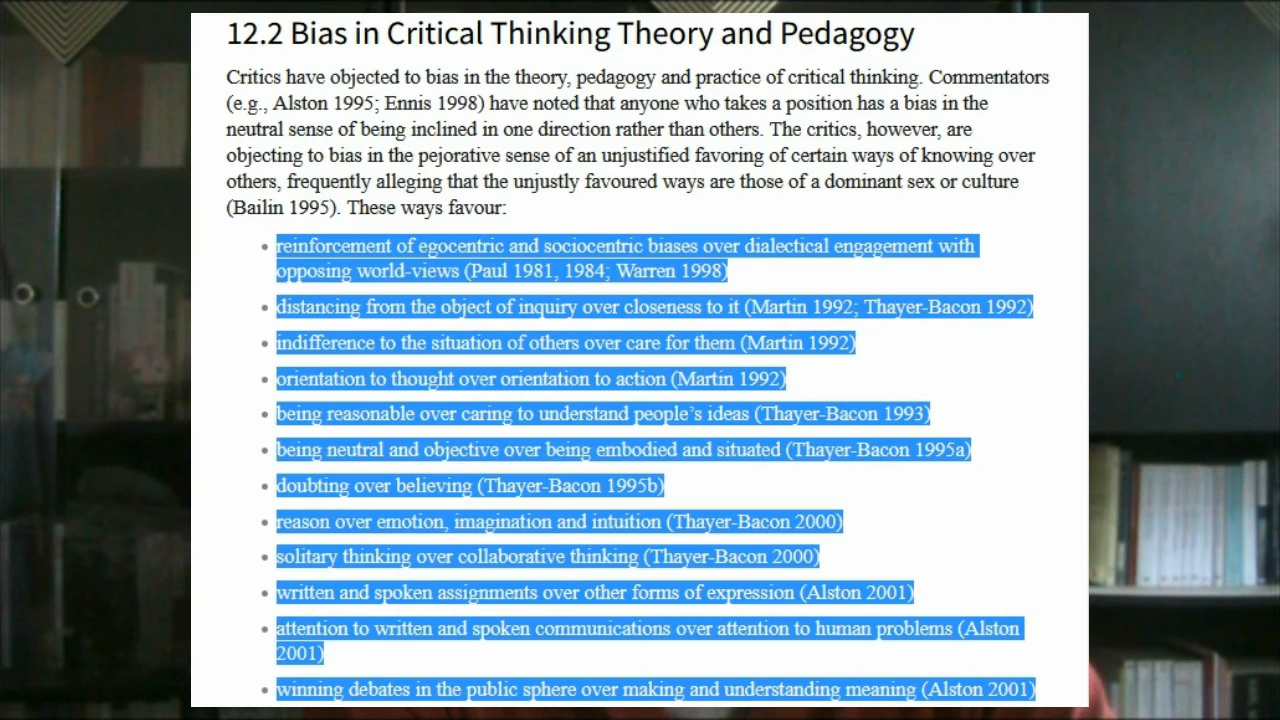 12.2 Bias in Critical Thinking Theory and Pedagogy
Critics have objected to bias in the theory, pedagogy and practice of critical thinking. Commentators
(e.g., Alston 1995; Ennis 1998) have noted that anyone who takes a position has a bias in the
neutral sense of being inclined in one direction rather than others. The critics, however, are
objecting to bias in the pejorative sense of an unjustified favoring of certain ways of knowing over
others, frequently alleging that the unjustly favoured ways are those of a dominant sex or culture
(Bailin 1995). These ways favour:
• reinforcement of egocentric and sociocentric biases over dialectical engagement with
opposing world-views (Paul 1981, 1984; Warren 1998)
• distancing from the object of inquiry over closeness to it (Martin 1992; Thayer-Bacon 1992)
• indifference to the situation of others over care for them (Martin 1992)
• orientation to thought over orientation to action (Martin 1992)
• being reasonable over caring to understand people’s ideas (Thayer-Bacon 1993)
• being neutral and objective over being embodied and situated (Thayer-Bacon 1995a)
• doubting over believing (Thayer-Bacon 1995b)
• reason over emotion, imagination and intuition (Thayer-Bacon 2000)
• solitary thinking over collaborative thinking (Thayer-Bacon 2000)
• written and spoken assignments over other forms of expression (Alston 2001)
• attention to written and spoken communications over attention to human problems (Alston
2001)
• winning debates in the public sphere over making and understanding meaning (Alston 2001)